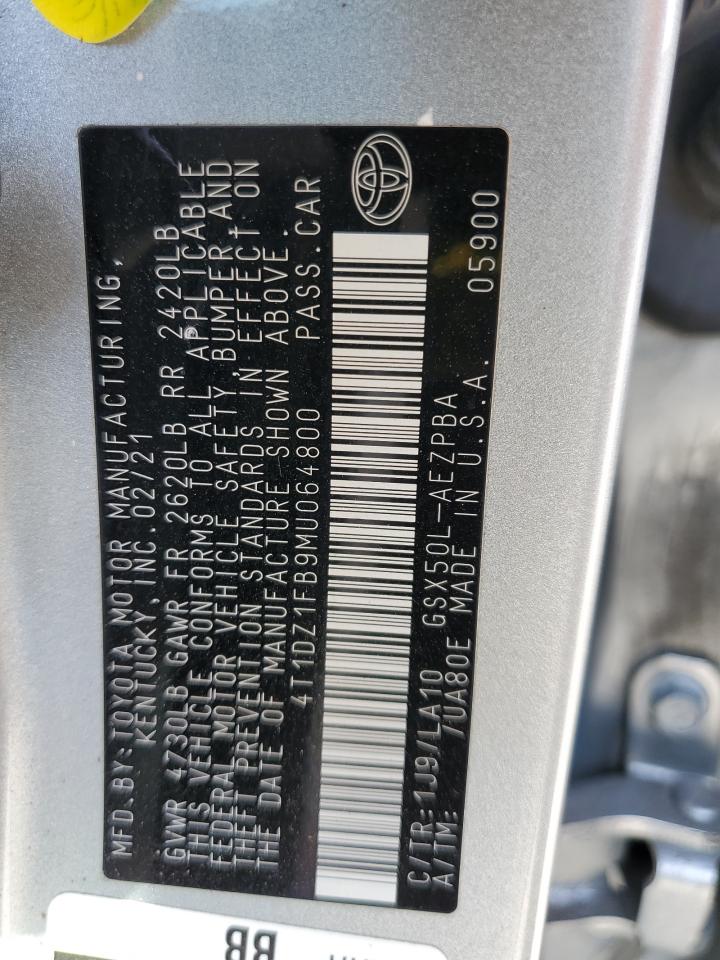 MFD.BY:TOYOTA MOTOR MANUFACTURING,
KENTUCKY, INC. 02/21
GVWR 4730LB GAWR FR 2620LB RR 2420LB
THIS VEHICLE CONFORMS TO ALL APPLICABLE
FEDERAL MOTOR VEHICLE SAFETY, BUMPER, AND
THEFT PREVENTION STANDARDS IN EFFECT ON
THE DATE OF MANUFACTURE SHOWN ABOVE.
4T1DZ1FB9MU064800 PASS.CAR
C/TR:1J9/LA10 GSX50L-AEZPBA
A/TM: /UA80E MADE IN U.S.A. 05900
BB